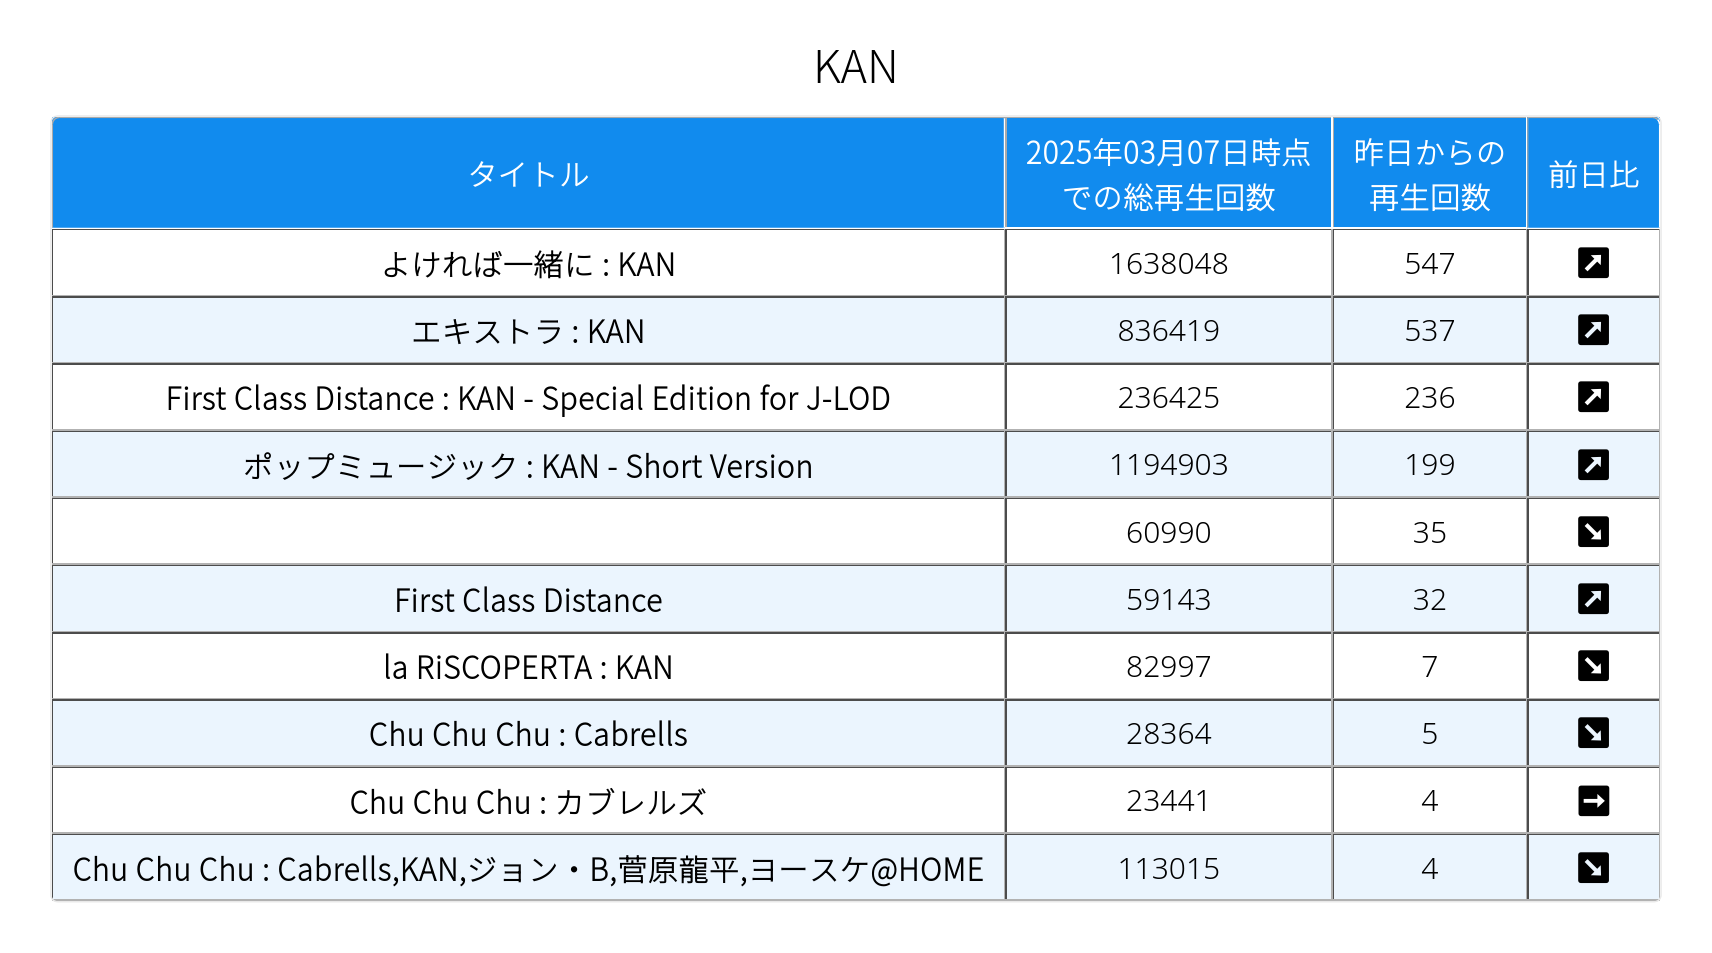 KAN
タイトル 2025年03月07日時点での総再生回数 昨日からの再生回数 前日比
よければ一緒に : KAN 1638048 547 ↗
エキストラ : KAN 836419 537 ↗
First Class Distance : KAN - Special Edition for J-LOD 236425 236 ↗
ポップミュージック : KAN - Short Version 1194903 199 ↗
60990 35 ↘
First Class Distance 59143 32 ↗
la RiSCOPERTA : KAN 82997 7 ↘
Chu Chu Chu : Cabrells 28364 5 ↘
Chu Chu Chu : カブレルズ 23441 4 →
Chu Chu Chu : Cabrells,KAN,ジョン・B,菅原龍平,ヨースケ@HOME 113015 4 ↘